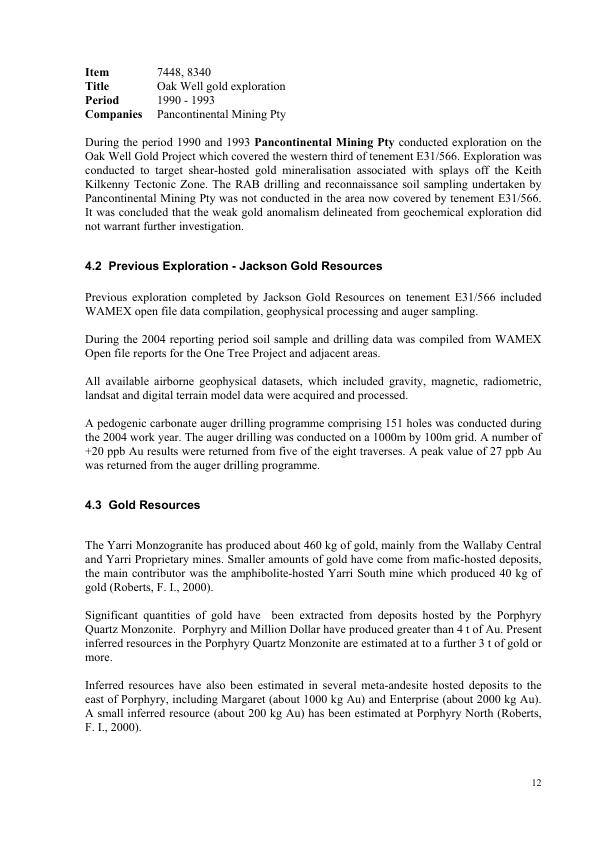 Item 7448, 8340
Title Oak Well gold exploration
Period 1990 - 1993
Companies Pancontinental Mining Pty
During the period 1990 and 1993 Pancontinental Mining Pty conducted exploration on the
Oak Well Gold Project which covered the western third of tenement E31/566. Exploration was
conducted to target shear-hosted gold mineralisation associated with splays off the Keith
Kilkenny Tectonic Zone. The RAB drilling and reconnaissance soil sampling undertaken by
Pancontinental Mining Pty was not conducted in the area now covered by tenement E31/566.
It was concluded that the weak gold anomalism delineated from geochemical exploration did
not warrant further investigation.
4.2 Previous Exploration - Jackson Gold Resources
Previous exploration completed by Jackson Gold Resources on tenement E31/566 included
WAMEX open file data compilation, geophysical processing and auger sampling.
During the 2004 reporting period soil sample and drilling data was compiled from WAMEX
Open file reports for the One Tree Project and adjacent areas.
All available airborne geophysical datasets, which included gravity, magnetic, radiometric,
landsat and digital terrain model data were acquired and processed.
A pedogenic carbonate auger drilling programme comprising 151 holes was conducted during
the 2004 work year. The auger drilling was conducted on a 1000m by 100m grid. A number of
+20 ppb Au results were returned from five of the eight traverses. A peak value of 27 ppb Au
was returned from the auger drilling programme.
4.3 Gold Resources
The Yarri Monzogranite has produced about 460 kg of gold, mainly from the Wallaby Central
and Yarri Proprietary mines. Smaller amounts of gold have come from mafic-hosted deposits,
the main contributor was the amphibolite-hosted Yarri South mine which produced 40 kg of
gold (Roberts, F. I., 2000).
Significant quantities of gold have been extracted from deposits hosted by the Porphyry
Quartz Monzonite. Porphyry and Million Dollar have produced greater than 4 t of Au. Present
inferred resources in the Porphyry Quartz Monzonite are estimated at to a further 3 t of gold or
more.
Inferred resources have also been estimated in several meta-andesite hosted deposits to the
east of Porphyry, including Margaret (about 1000 kg Au) and Enterprise (about 2000 kg Au).
A small inferred resource (about 200 kg Au) has been estimated at Porphyry North (Roberts,
F. I., 2000).
12